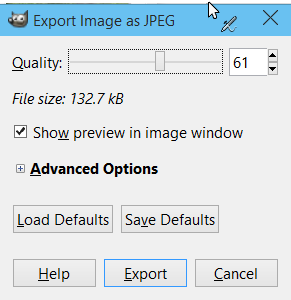 Export Image as JPEG
Quality: 61
File size: 132.7 kB
Show preview in image window
Advanced Options
Load Defaults Save Defaults
Help Export Cancel